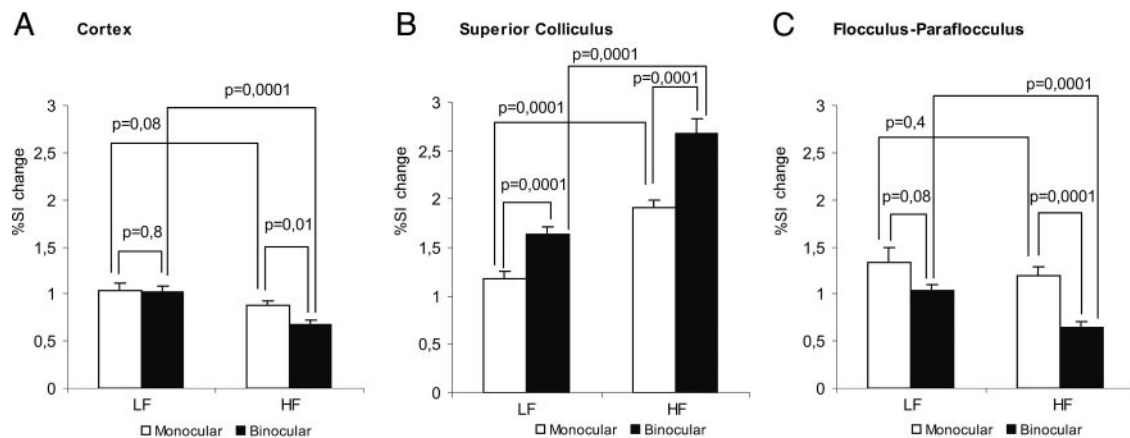 A Cortex
p=0,0001
p=0,08
p=0,8
p=0,01
%SI change
3
2,5
2
1,5
1
0,5
0
LF HF
Monocular Binocular
B Superior Colliculus
p=0,0001
p=0,0001
p=0,0001
p=0,0001
%SI change
3
2,5
2
1,5
1
0,5
0
LF HF
Monocular Binocular
C Flocculus-Paraflocculus
p=0,0001
p=0,4
p=0,08
p=0,0001
%SI change
3
2,5
2
1,5
1
0,5
0
LF HF
Monocular Binocular